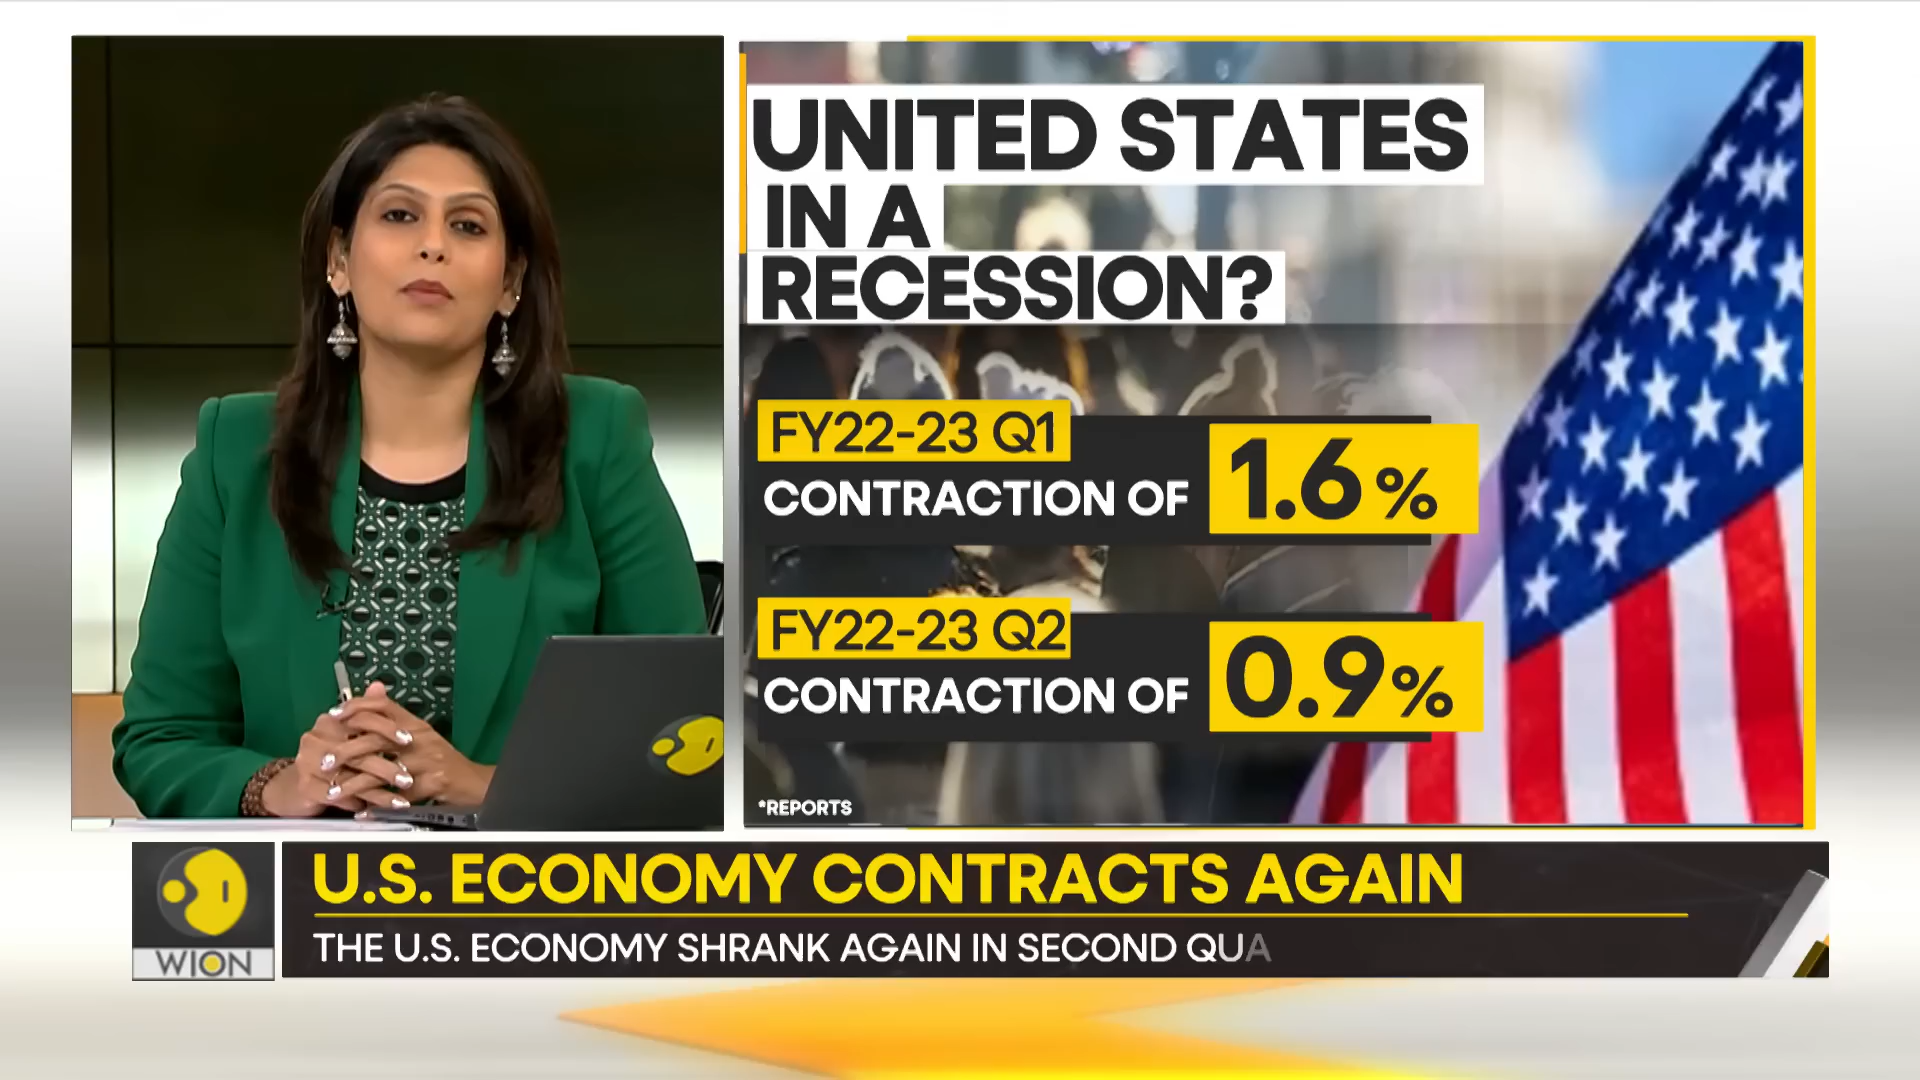 UNITED STATES
IN A
RECESSION?
FY22-23 Q1
CONTRACTION OF 1.6%
FY22-23 Q2
CONTRACTION OF 0.9%
*REPORTS
U.S. ECONOMY CONTRACTS AGAIN
THE U.S. ECONOMY SHRANK AGAIN IN SECOND QUA
WION